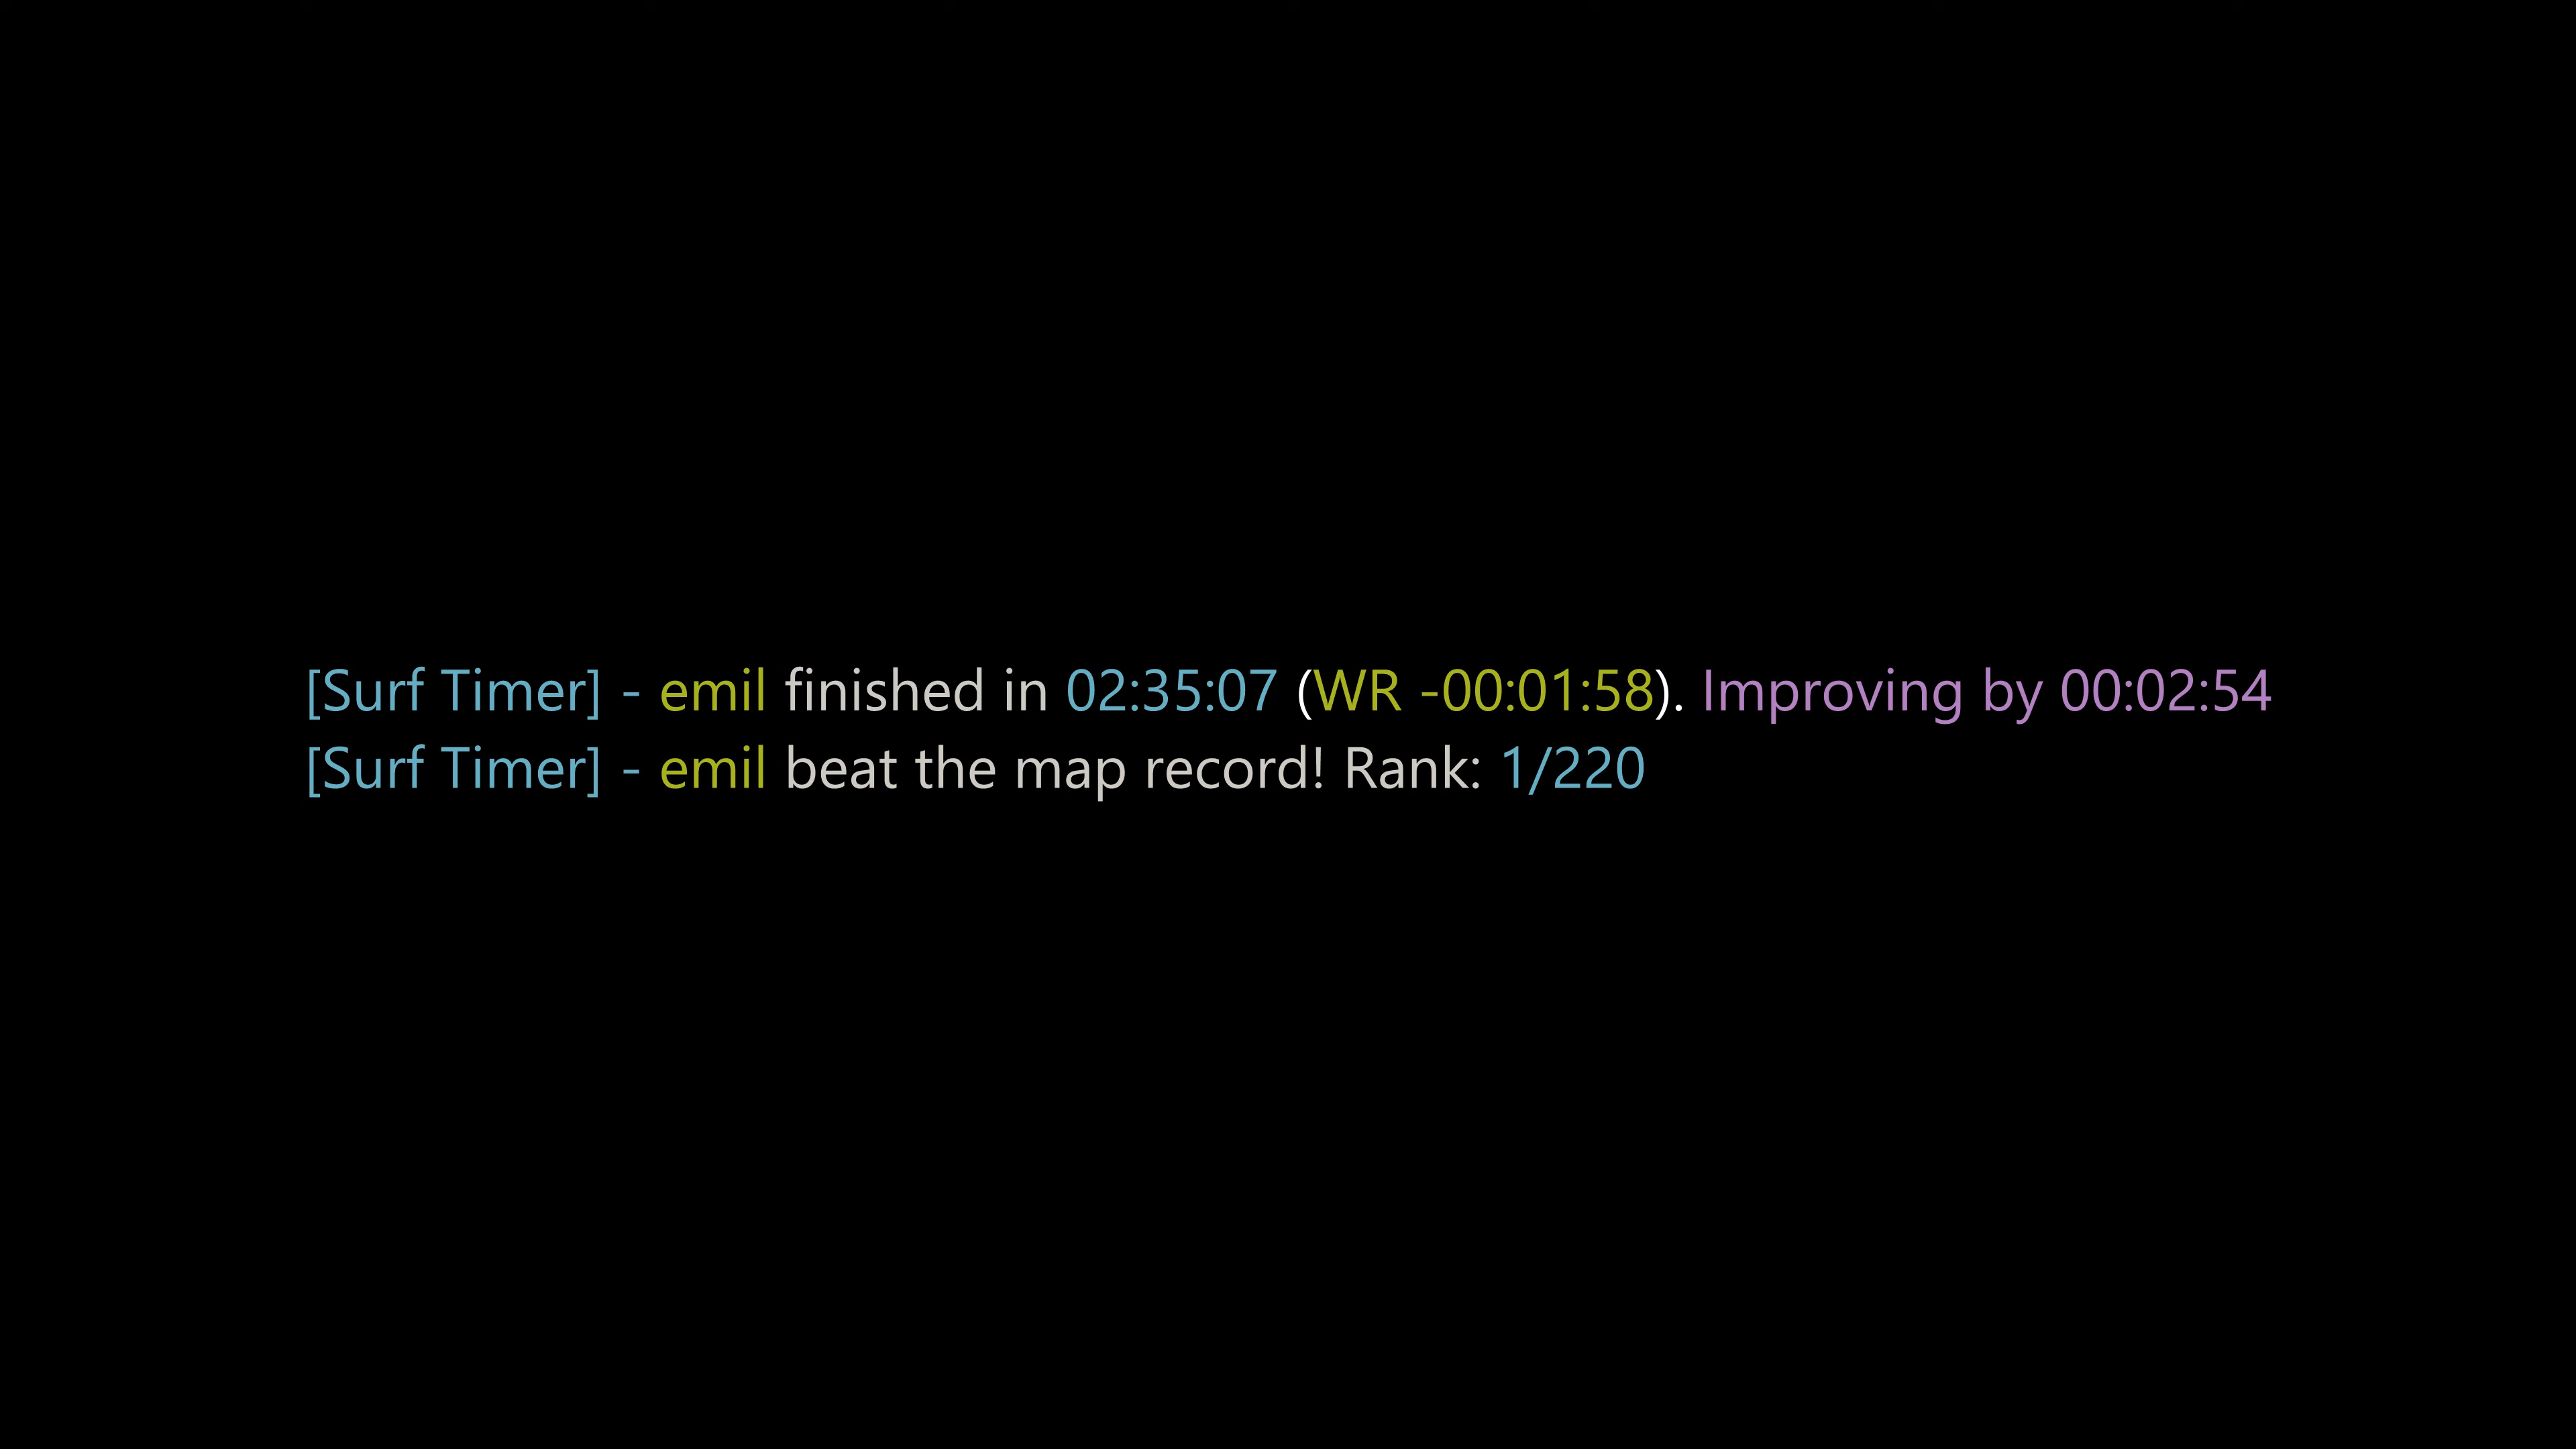 [Surf Timer] - emil finished in 02:35:07 (WR -00:01:58). Improving by 00:02:54
[Surf Timer] - emil beat the map record! Rank: 1/220